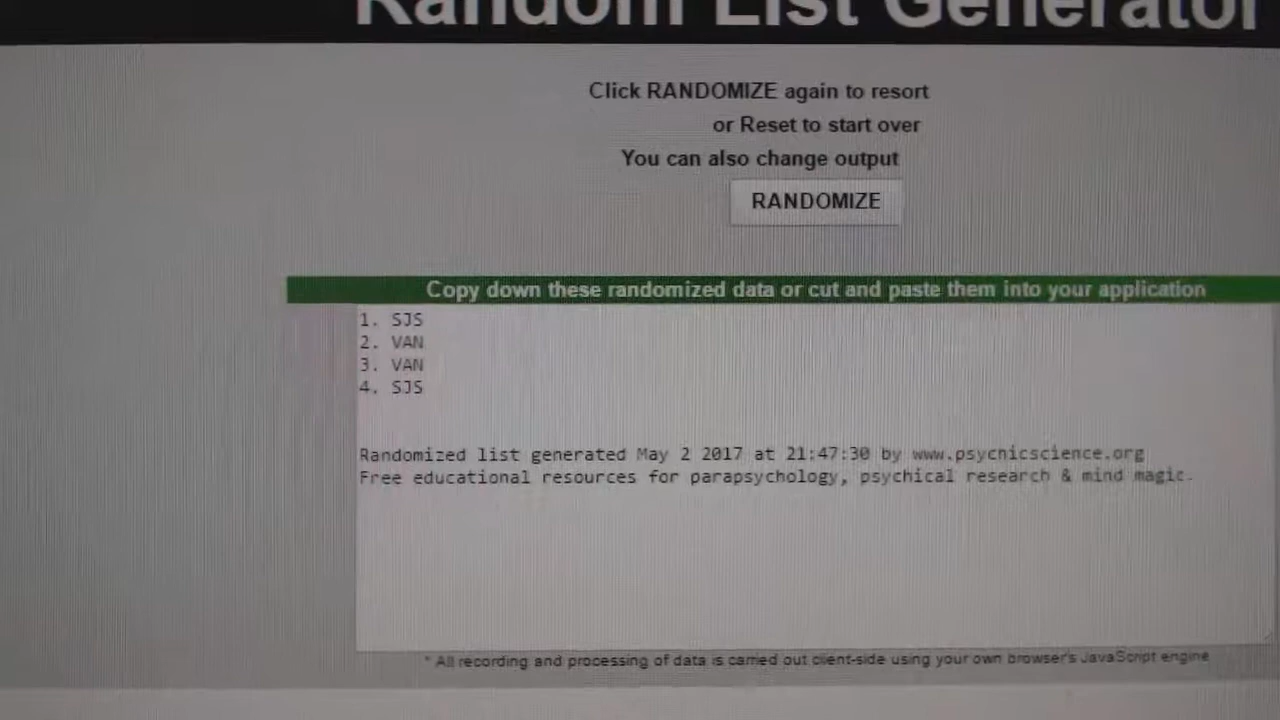 Random List Generator
Click RANDOMIZE again to resort
or Reset to start over
You can also change output
RANDOMIZE
Copy down these randomized data or cut and paste them into your application
1. SJS
2. VAN
3. VAN
4. SJS
Randomized list generated May 2 2017 at 21:47:30 by www.psychicscience.org
Free educational resources for parapsychology, psychical research & mind magic.
* All recording and processing of data is carried out client-side using your own browser's JavaScript engine